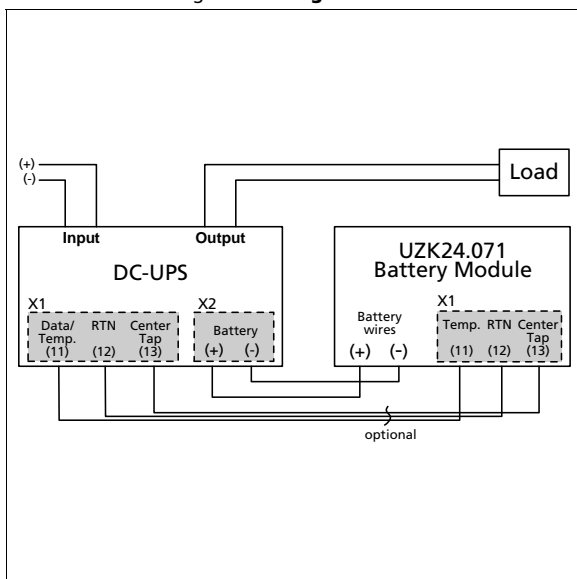 (+)
(-)
Load
Input
Output
DC-UPS
UZK24.071
Battery Module
X1
X2
X1
Data/
Temp.
(11)
RTN
(12)
Center
Tap
(13)
Battery
(+) (-)
Battery
wires
(+) (-)
Temp.
(11)
RTN
(12)
Center
Tap
(13)
optional